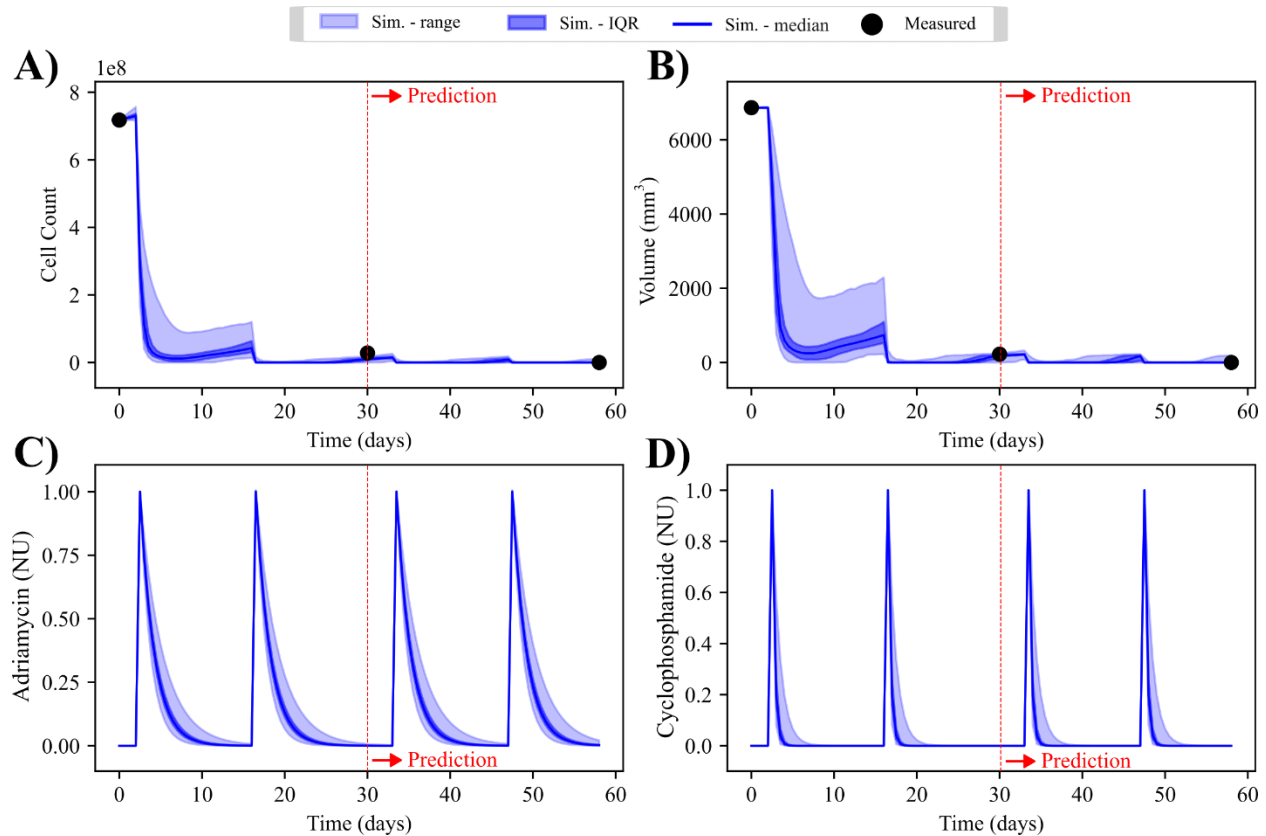 Sim. - range Sim. - IQR Sim. - median Measured
A)
1e8
8
6
4
2
0
Cell Count
Prediction
0 10 20 30 40 50 60
Time (days)
B)
6000
4000
2000
0
Volume (mm³)
Prediction
0 10 20 30 40 50 60
Time (days)
C)
1.00
0.75
0.50
0.25
0.00
Adriamycin (NU)
Prediction
0 10 20 30 40 50 60
Time (days)
D)
1.0
0.8
0.6
0.4
0.2
0.0
Cyclophosphamide (NU)
Prediction
0 10 20 30 40 50 60
Time (days)